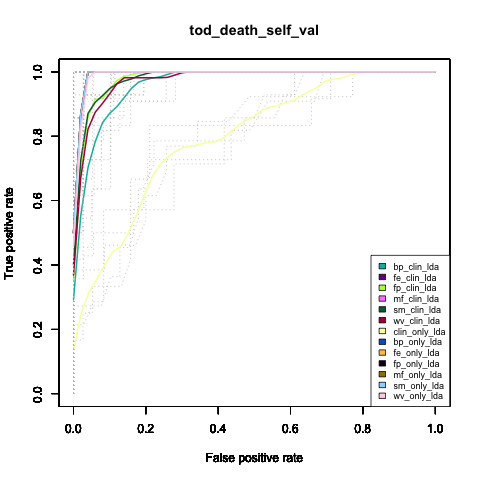 tod_death_self_val
True positive rate
1.0
0.8
0.6
0.4
0.2
0.0
bp_clin_lda
fe_clin_lda
fp_clin_lda
mf_clin_lda
sm_clin_lda
wv_clin_lda
clin_only_lda
bp_only_lda
fe_only_lda
fp_only_lda
mf_only_lda
sm_only_lda
wv_only_lda
0.0 0.2 0.4 0.6 0.8 1.0
False positive rate